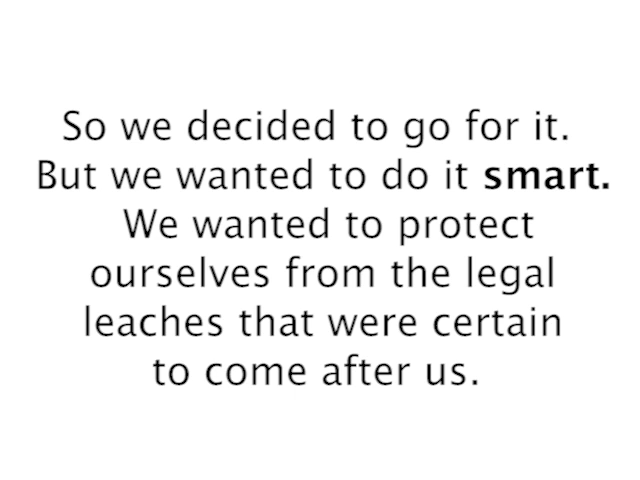 So we decided to go for it.
But we wanted to do it smart.
We wanted to protect
ourselves from the legal
leaches that were certain
to come after us.